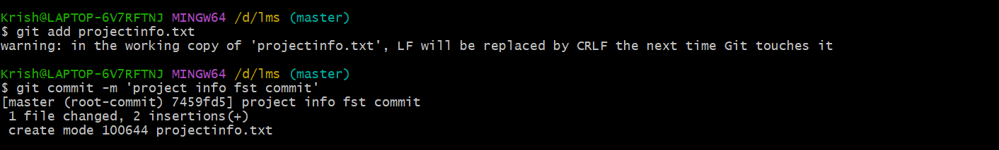 Krish@LAPTOP-6V7RFTNJ MINGW64 /d/lms (master)
$ git add projectinfo.txt
warning: in the working copy of 'projectinfo.txt', LF will be replaced by CRLF the next time Git touches it
Krish@LAPTOP-6V7RFTNJ MINGW64 /d/lms (master)
$ git commit -m 'project info fst commit'
[master (root-commit) 7459fd5] project info fst commit
 1 file changed, 2 insertions(+)
 create mode 100644 projectinfo.txt